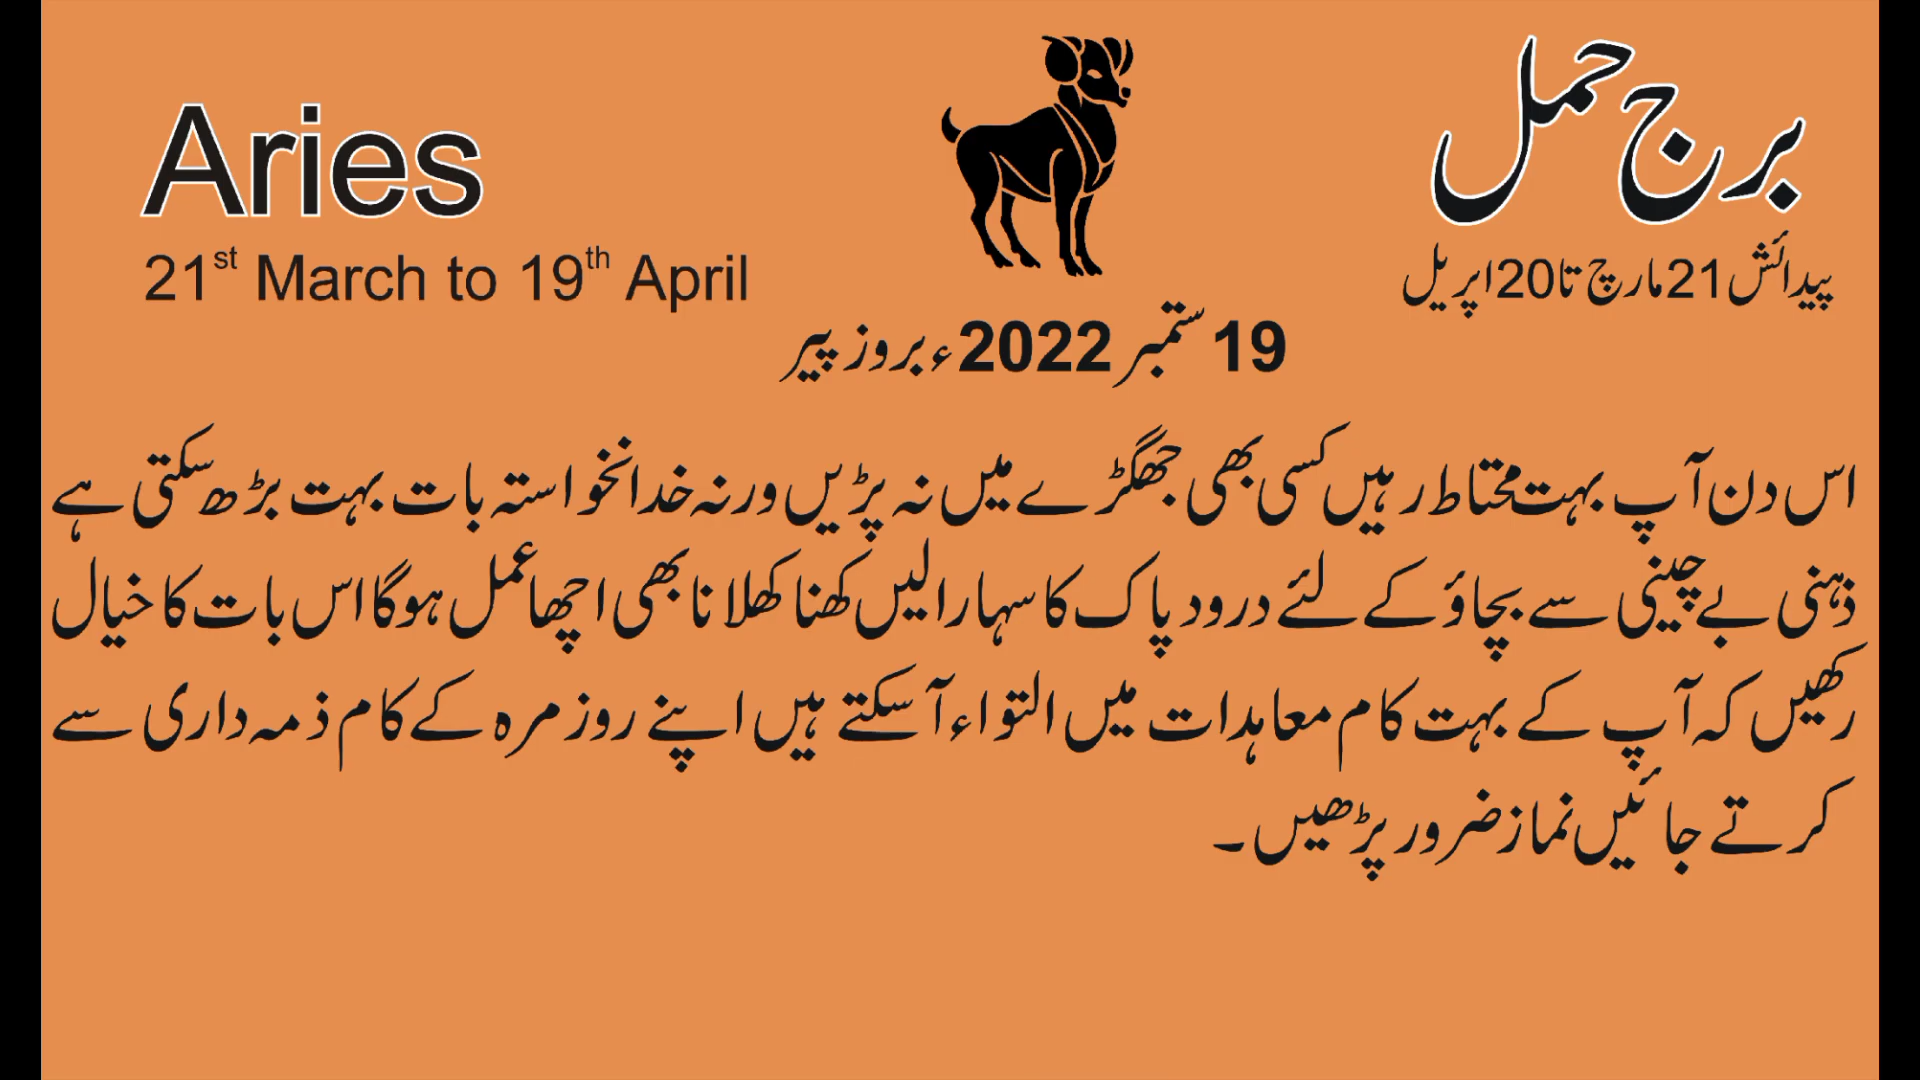 Aries
برج حمل
21st March to 19th April
پیدائش 21 مارچ تا 20 اپریل
19 ستمبر 2022ء بروز پیر
اس دن آپ بہت محتاط رہیں کسی بھی جھگڑے میں نہ پڑیں ورنہ خدانخواستہ بات بہت بڑھ سکتی ہے
ذہنی بے چینی سے بچاؤ کے لئے درود پاک کا سہارا لیں کھنا کھلانا بھی اچھا عمل ہوگا اس بات کا خیال
رکھیں کہ آپ کے بہت کام معاہدات میں التواء آسکتے ہیں اپنے روزمرہ کے کام ذمہ داری سے
کرتے جائیں نماز ضرور پڑھیں۔